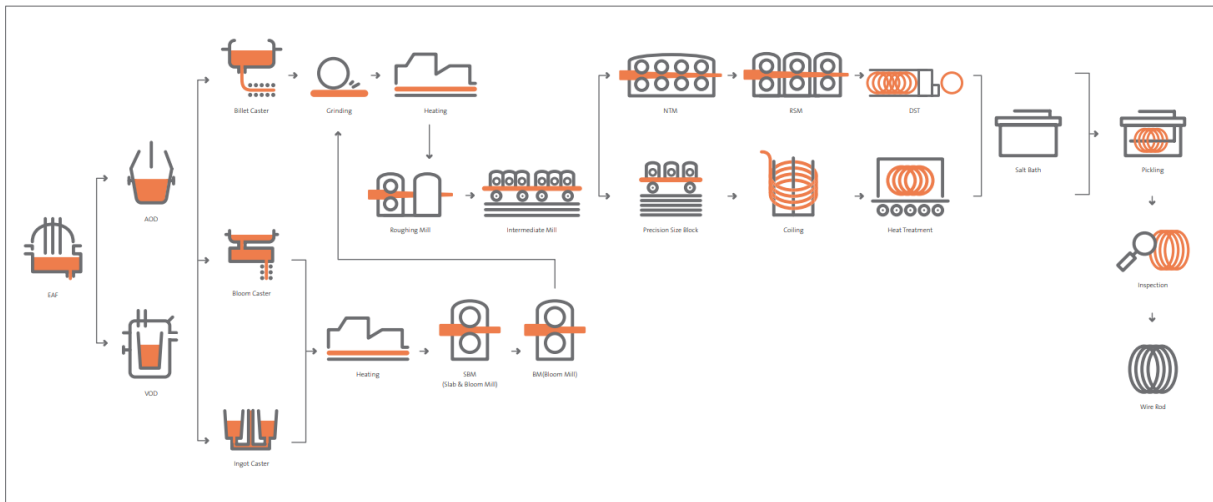 Billet Caster
Grinding
Heating
NTM
RSM
DST
Salt Bath
Pickling
AOD
Roughing Mill
Intermediate Mill
Precision Size Block
Coiling
Heat Treatment
EAF
Bloom Caster
Inspection
VOD
Heating
SBM
(Slab & Bloom Mill)
BM(Bloom Mill)
Wire Rod
Ingot Caster